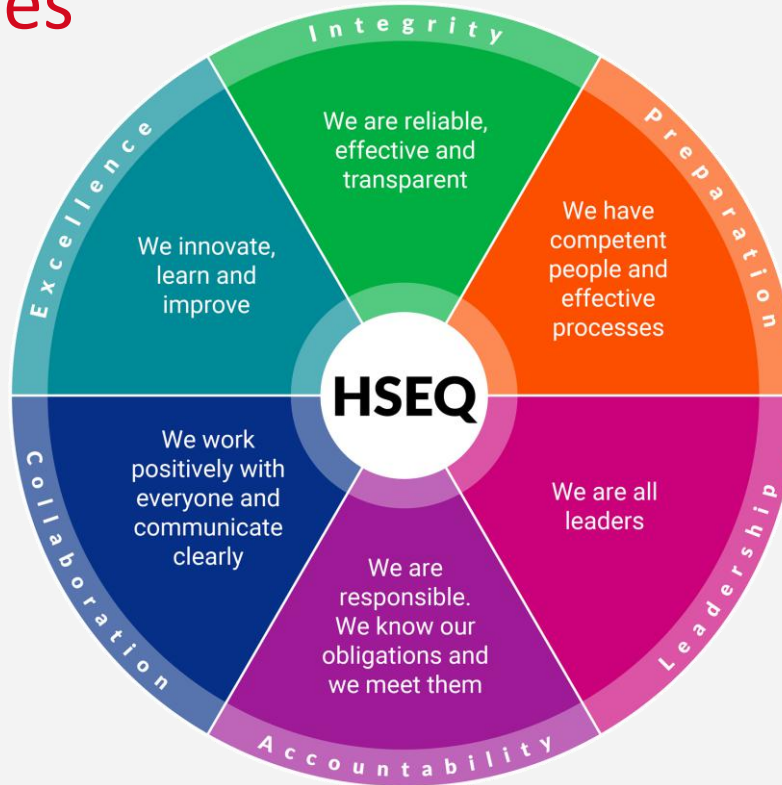 es
Integrity
We are reliable,
effective and
transparent
Preparation
We have
competent
people and
effective
processes
Leadership
We are all
leaders
Accountability
We are
responsible.
We know our
obligations and
we meet them
Collaboration
We work
positively with
everyone and
communicate
clearly
Excellence
We innovate,
learn and
improve
HSEQ